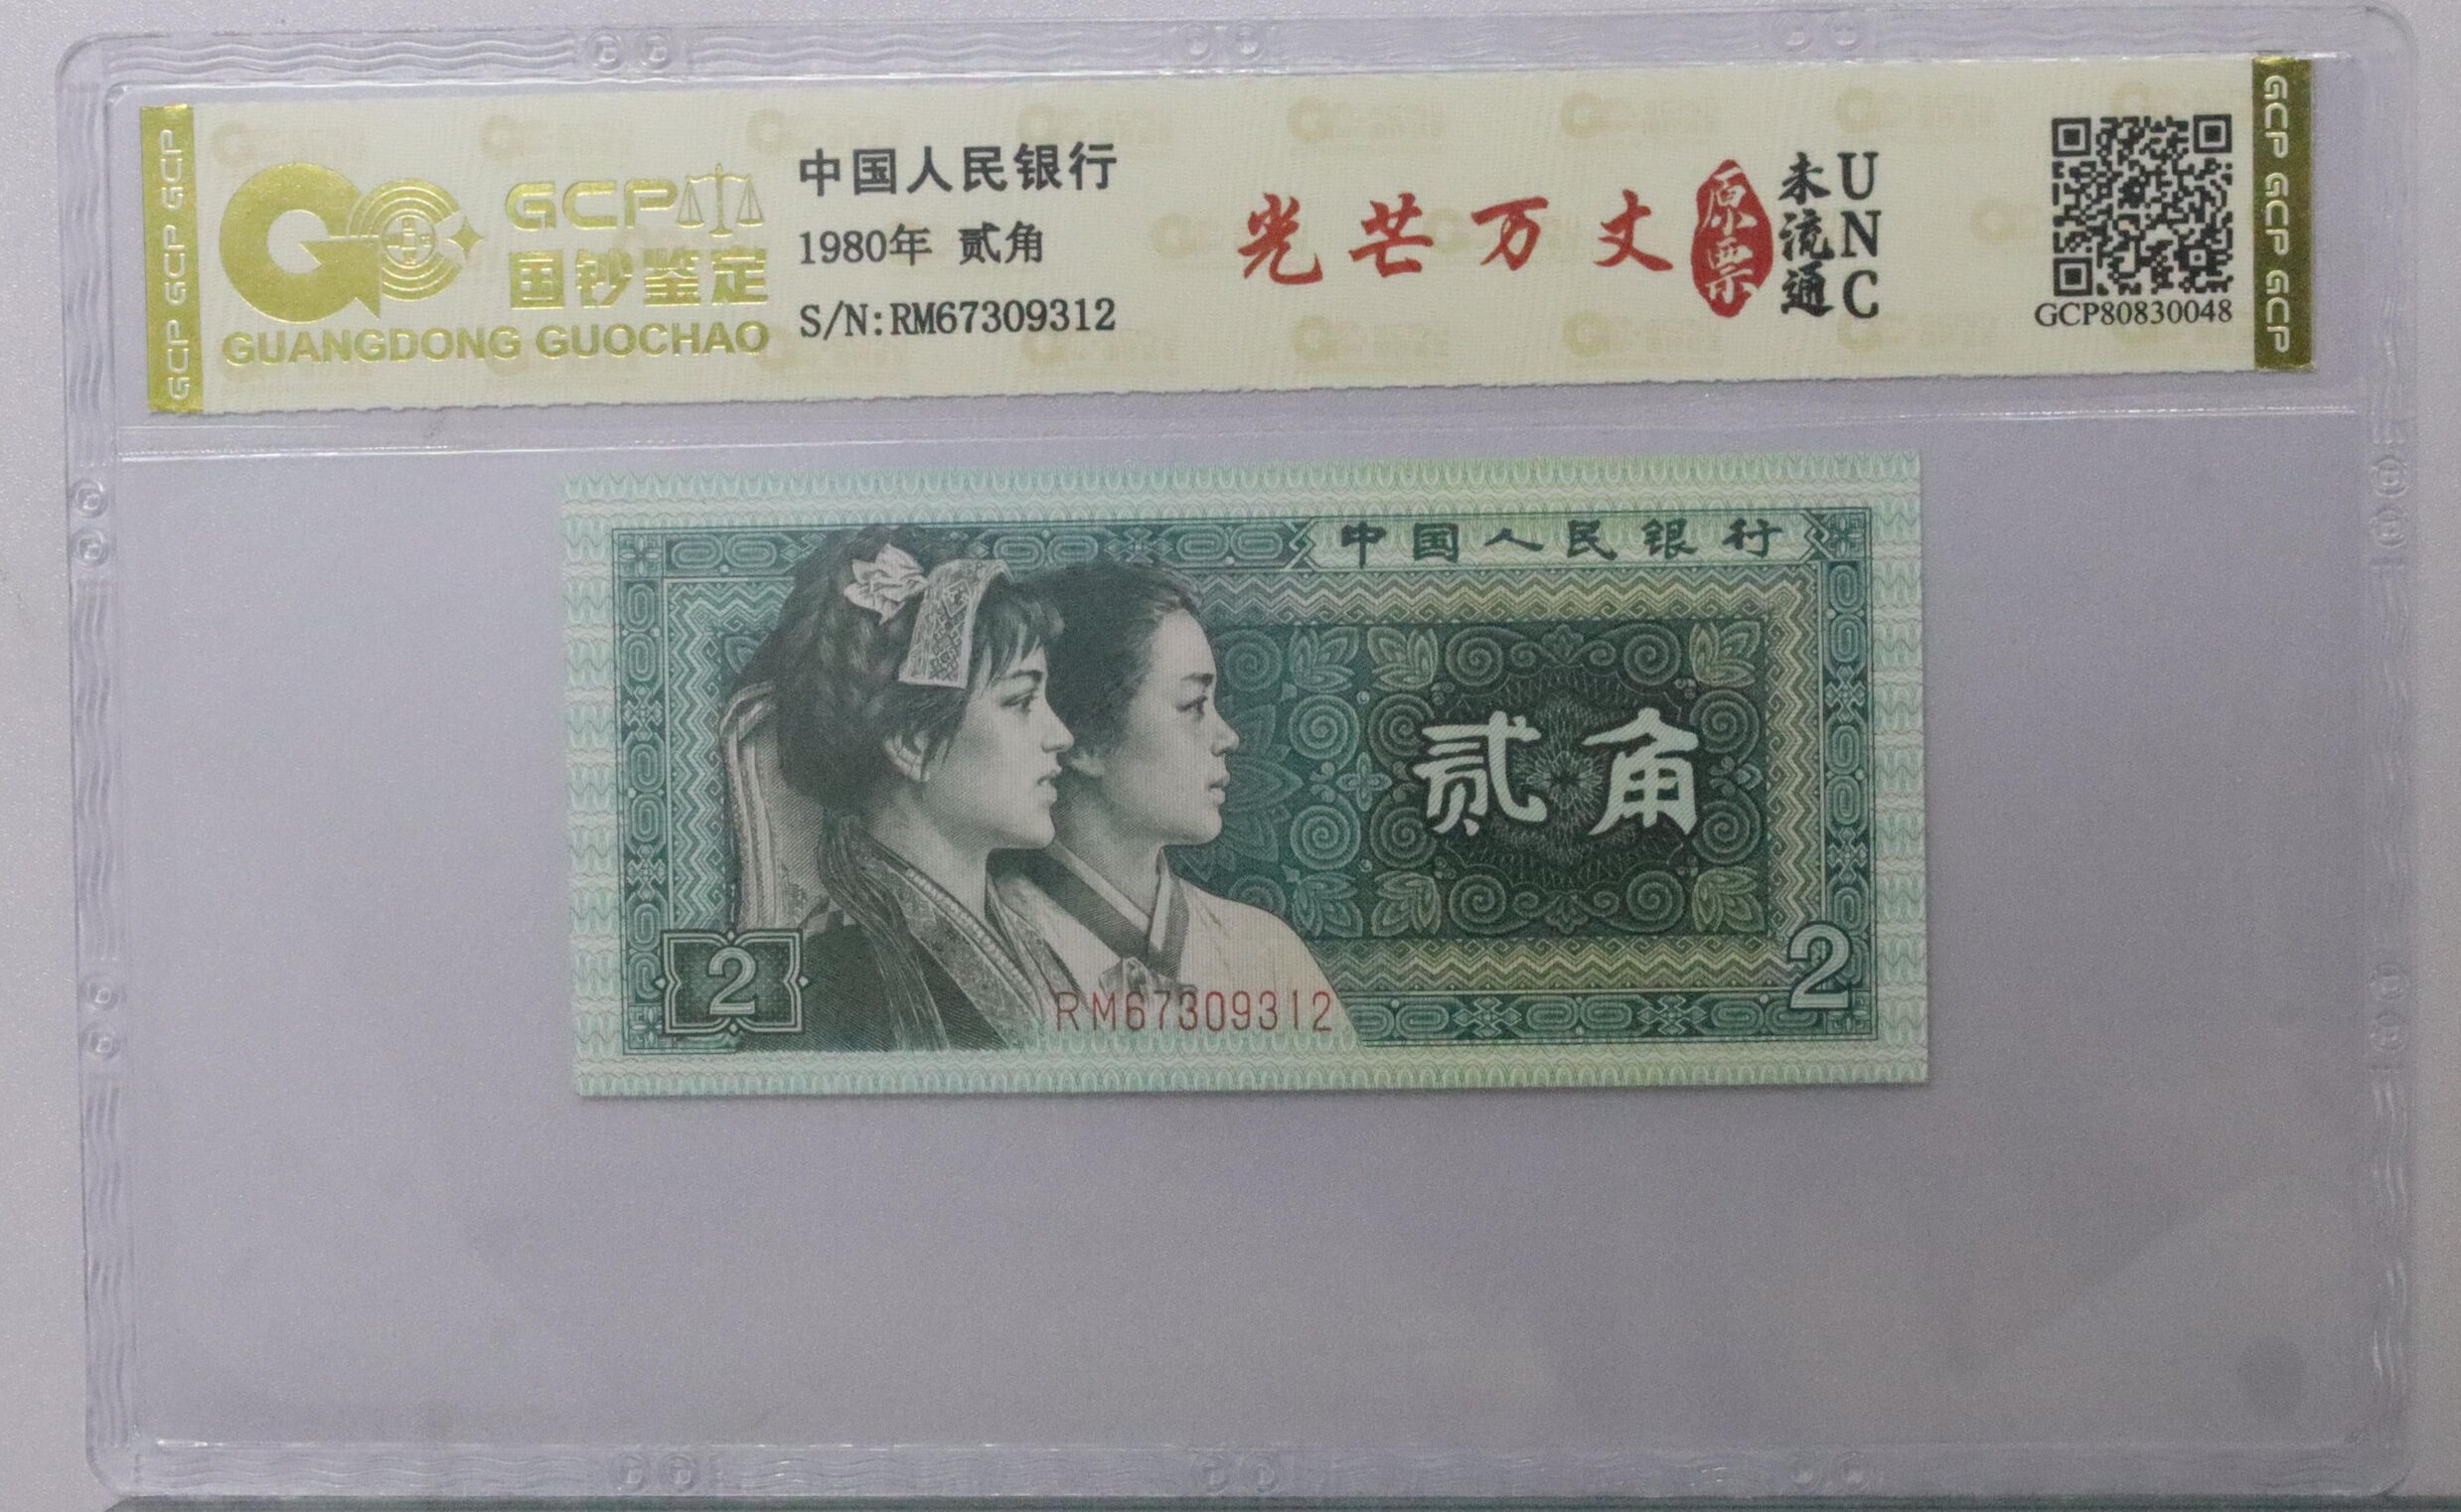 GCP GCP GCP
GCP
国钞鉴定
GUANGDONG GUOCHAO
中国人民银行
1980年 贰角
S/N:RM67309312
光芒万丈
原票
未流通
UNC
GCP80830048
GCP GCP GCP
中国人民银行
贰角
2
2
RM67309312